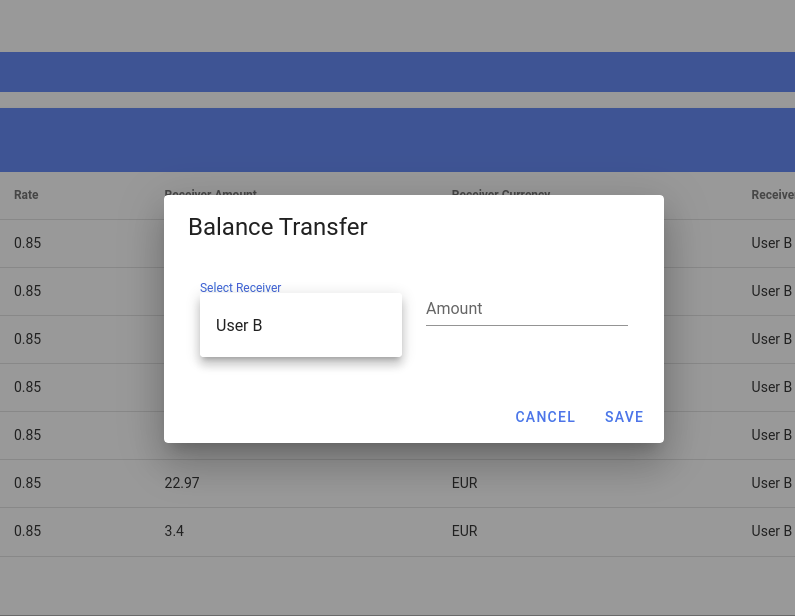 Rate Receiver Amount Receiver Currency Receiver
Balance Transfer
0.85 User B
Select Receiver
0.85 User B
Amount
User B
0.85 User B
0.85 User B
CANCEL SAVE
0.85 User B
0.85 22.97 EUR User B
0.85 3.4 EUR User B